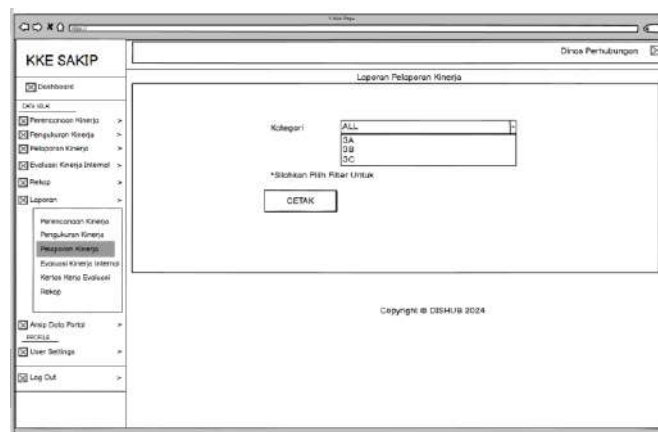 KKE SAKIP
Dinas Perhubungan
Dashboard
Perencanaan Kinerja
Pengukuran Kinerja
Pelaporan Kinerja
Evaluasi Kinerja Internal
Rekap
Laporan
Perencanaan Kinerja
Pengukuran Kinerja
Pelaporan Kinerja
Evaluasi Kinerja Internal
Kertas Kerja Evaluasi
Rekap
Arsip Data Portal
PROFILE
User Settings
Log Out
Laporan Pelaporan Kinerja
Kategori
ALL
3A
3B
3C
*Silahkan Pilih Filter Untuk
CETAK
Copyright © DISHUB 2024